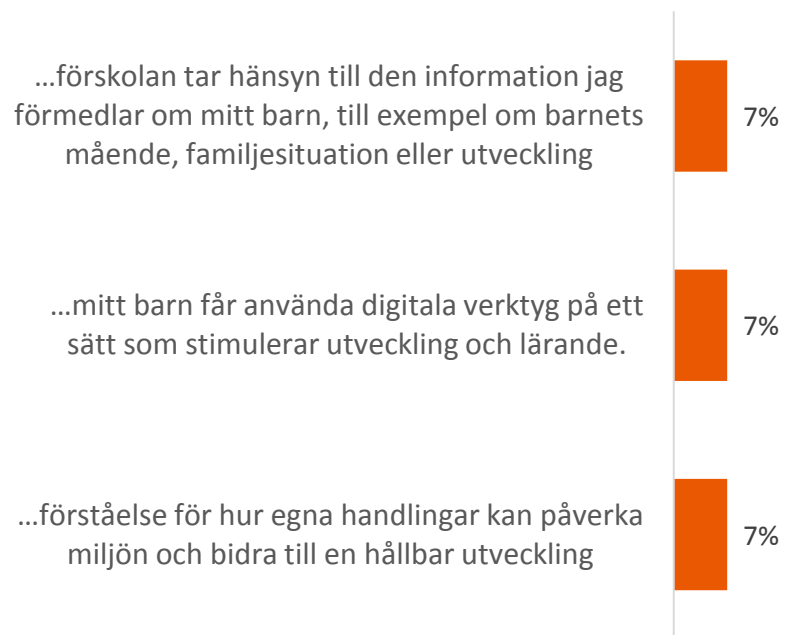 ...förskolan tar hänsyn till den information jag
förmedlar om mitt barn, till exempel om barnets
mående, familjesituation eller utveckling
7%
...mitt barn får använda digitala verktyg på ett
sätt som stimulerar utveckling och lärande.
7%
...förståelse för hur egna handlingar kan påverka
miljön och bidra till en hållbar utveckling
7%